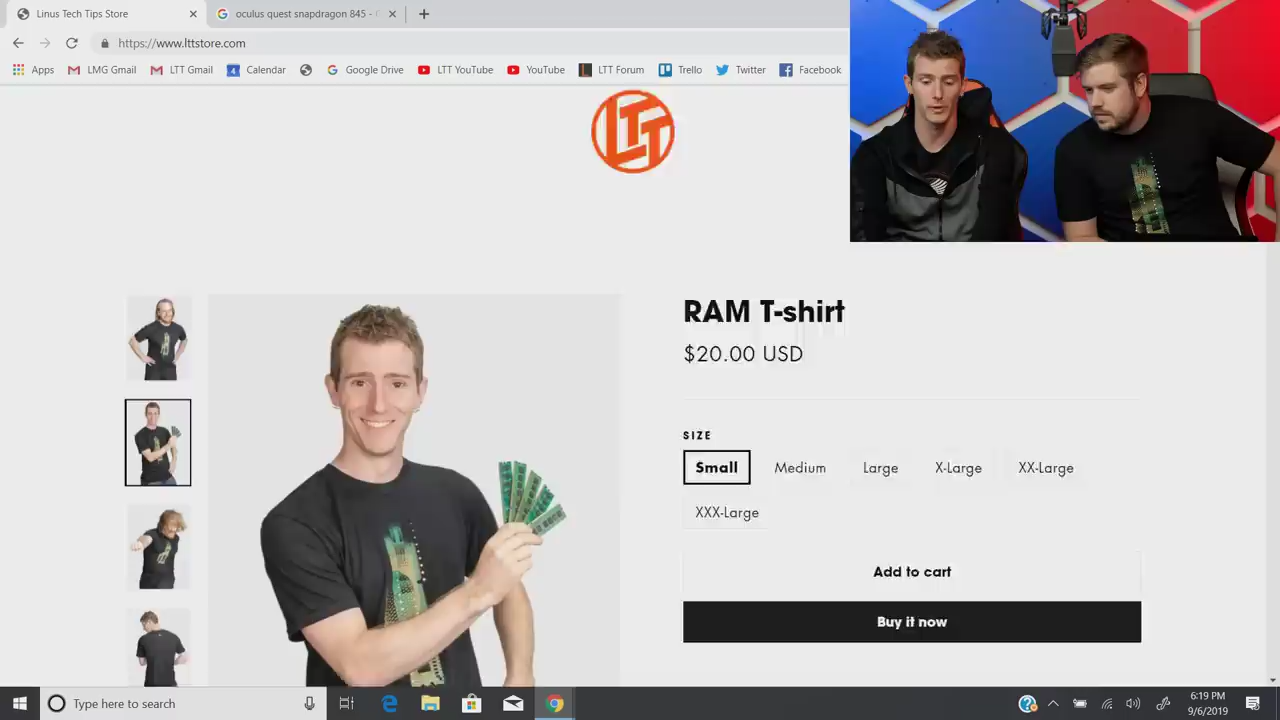 Linus Tech Tips Store
oculus quest snapdragon 845 -
https://www.lttstore.com
Apps LMG Gmail LTT Gmail Calendar Google Drive LTT YouTube YouTube LTT Forum Trello Twitter Facebook
LTT
RAM T-shirt
$20.00 USD
SIZE
Small Medium Large X-Large XX-Large
XXX-Large
Add to cart
Buy it now
Type here to search
6:19 PM
9/6/2019